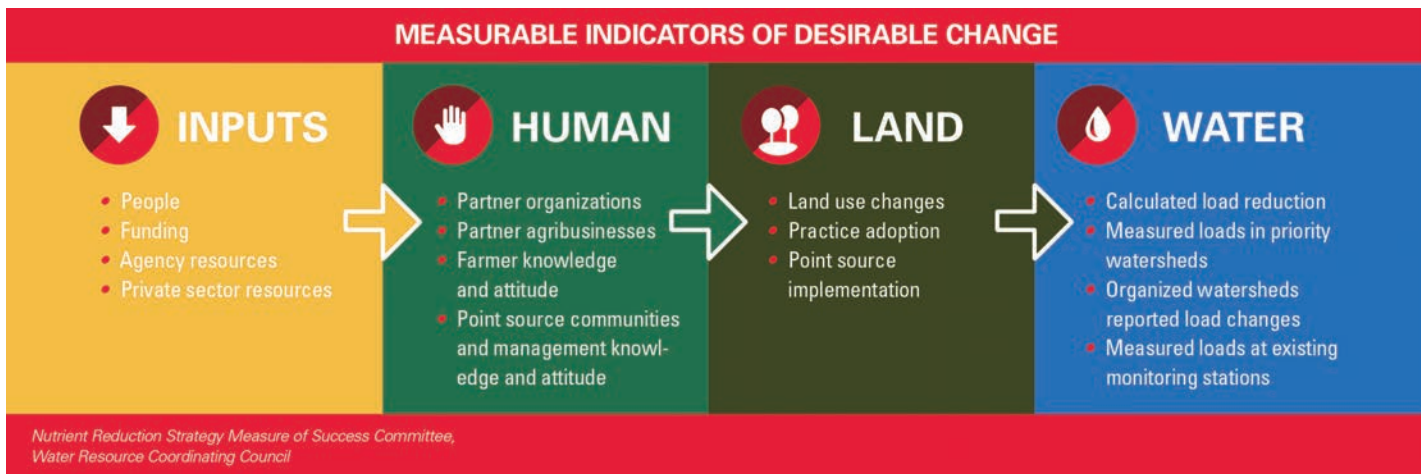 MEASURABLE INDICATORS OF DESIRABLE CHANGE
INPUTS
• People
• Funding
• Agency resources
• Private sector resources
HUMAN
• Partner organizations
• Partner agribusinesses
• Farmer knowledge
and attitude
• Point source communities
and management knowl-
edge and attitude
LAND
• Land use changes
• Practice adoption
• Point source
implementation
WATER
• Calculated load reduction
• Measured loads in priority
watersheds
• Organized watersheds
reported load changes
• Measured loads at existing
monitoring stations
Nutrient Reduction Strategy Measure of Success Committee,
Water Resource Coordinating Council